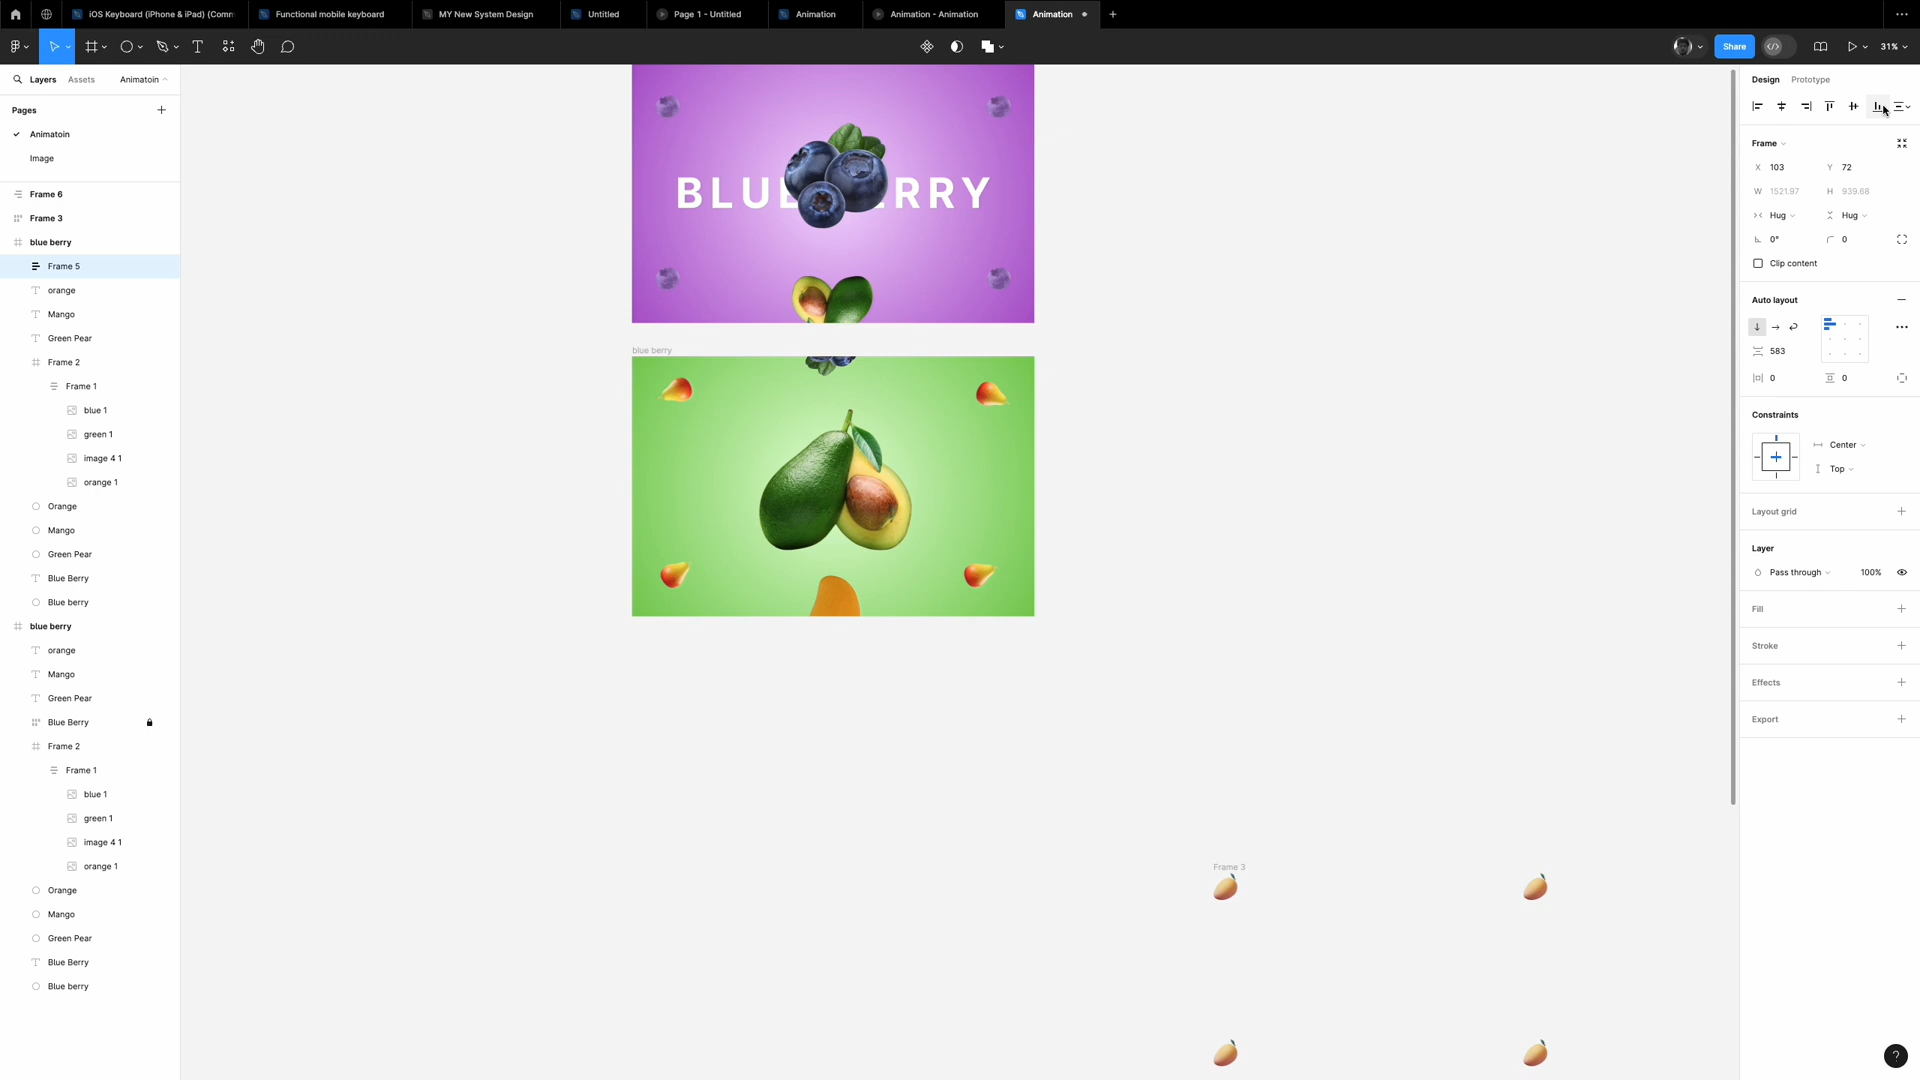 iOS Keyboard (iPhone & iPad) (Comm
Functional mobile keyboard
MY New System Design
Untitled
Page 1 - Untitled
Animation
Animation - Animation
Animation
Share
31%
Layers
Assets
Animatoin
Pages
Animatoin
Image
Frame 6
Frame 3
blue berry
Frame 5
orange
Mango
Green Pear
Frame 2
Frame 1
blue 1
green 1
image 4 1
orange 1
Orange
Mango
Green Pear
Blue Berry
Blue berry
blue berry
orange
Mango
Green Pear
Blue Berry
Frame 2
Frame 1
blue 1
green 1
image 4 1
orange 1
Orange
Mango
Green Pear
Blue Berry
Blue berry
BLUE RRY
blue berry
Frame 3
Design
Prototype
Frame
X 103
Y 72
W 1521.97
H 939.68
Hug
Hug
0°
0
Clip content
Auto layout
583
0
0
Constraints
Center
Top
Layout grid
Layer
Pass through
100%
Fill
Stroke
Effects
Export
?